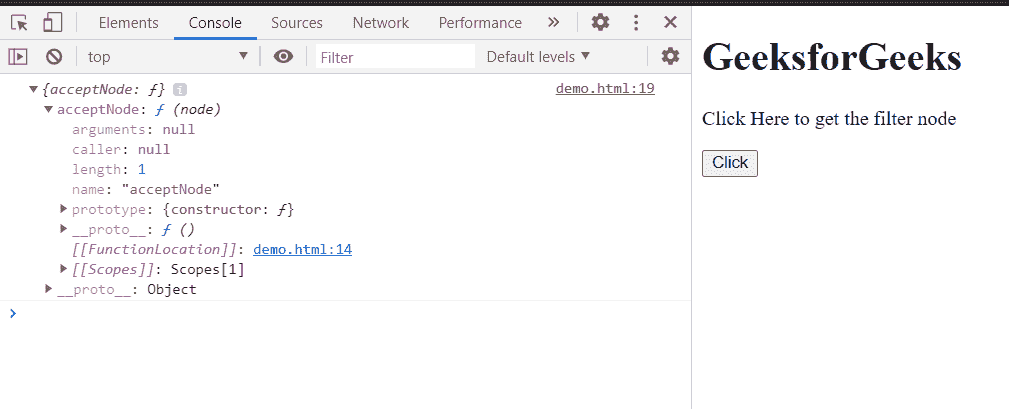 Elements Console Sources Network Performance »
top Filter Default levels
{acceptNode: ƒ} i demo.html:19
acceptNode: ƒ (node)
arguments: null
caller: null
length: 1
name: "acceptNode"
prototype: {constructor: ƒ}
__proto__: ƒ ()
[[FunctionLocation]]: demo.html:14
[[Scopes]]: Scopes[1]
__proto__: Object
GeeksforGeeks
Click Here to get the filter node
Click